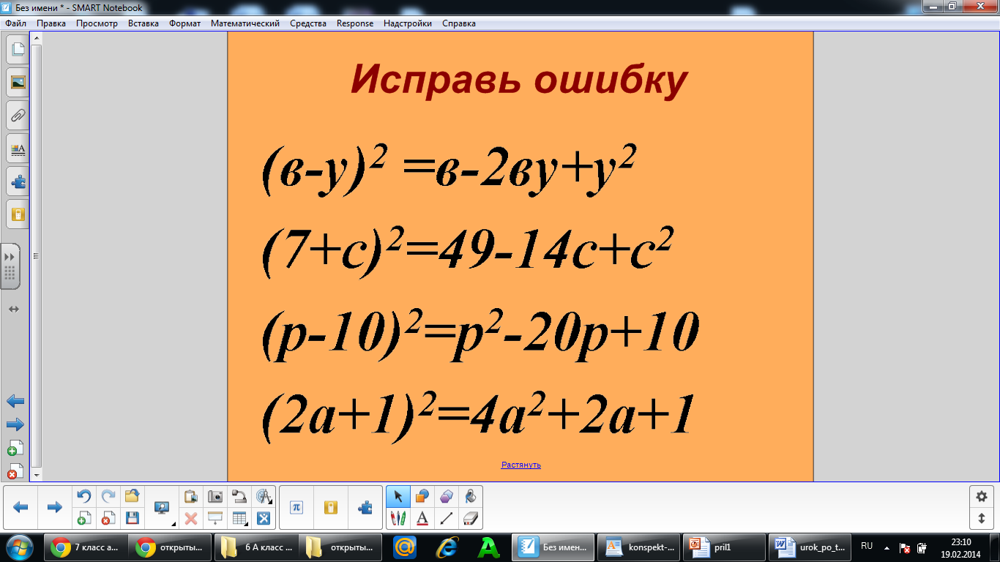 Без имени * - SMART Notebook
Файл Правка Просмотр Вставка Формат Математический Средства Response Надстройки Справка
Исправь ошибку
(в-у)² =в-2ву+у²
(7+с)²=49-14с+с²
(р-10)²=р²-20р+10
(2а+1)²=4а²+2а+1
Растянуть
7 класс а... открыты... 6 А класс ... открыты... Без имен... konspekt-... pril1 urok_po_t... RU 23:10
19.02.2014